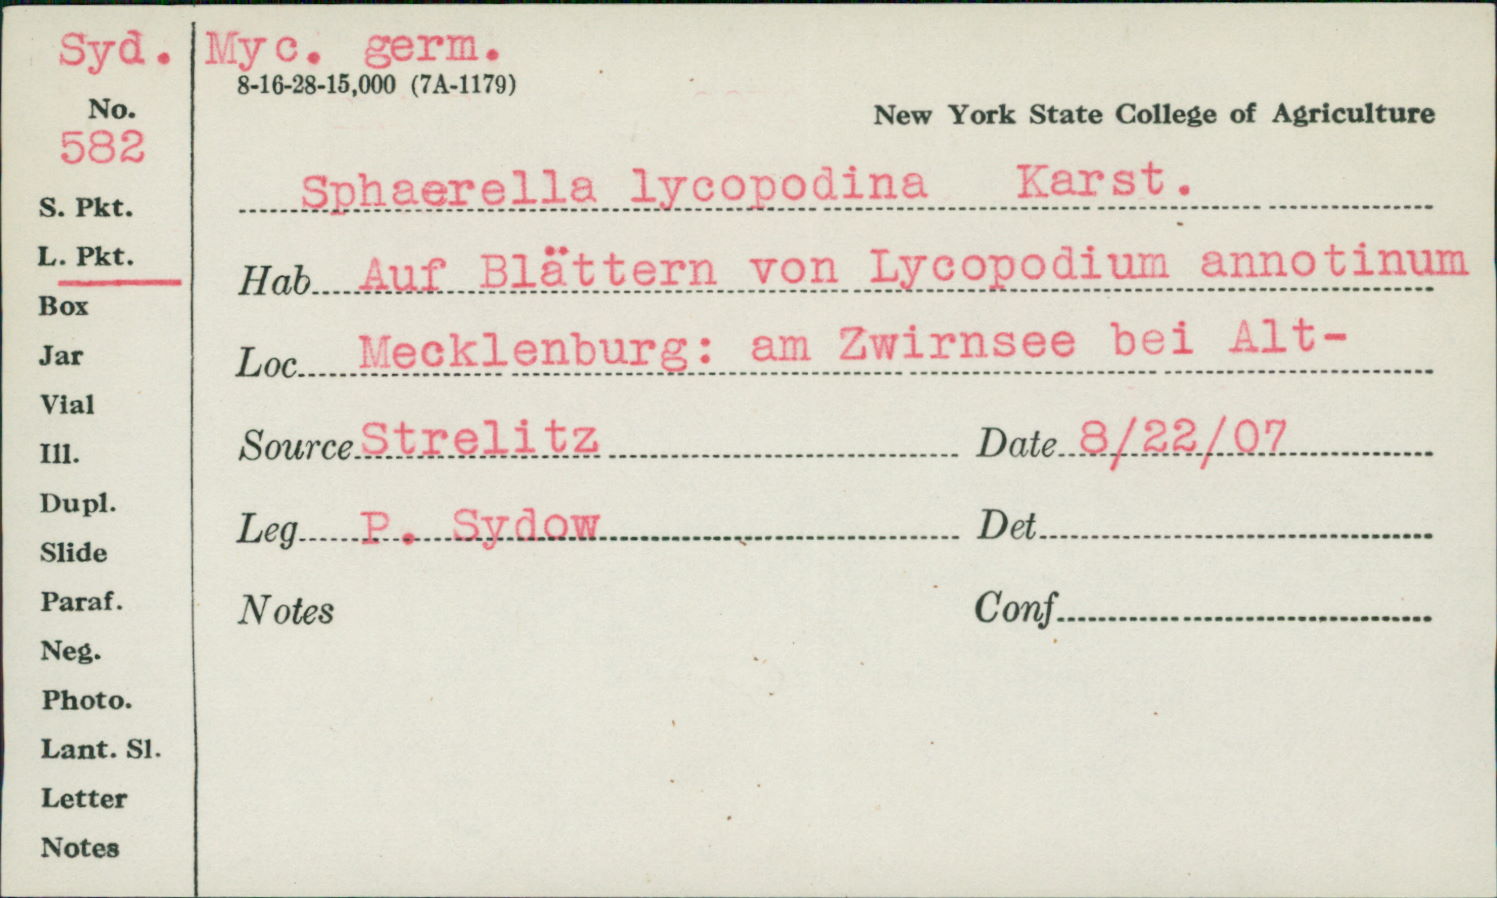 Syd. Myc. germ.
8-16-28-15,000 (7A-1179)
No.
582
New York State College of Agriculture
Sphaerella lycopodina Karst.
S. Pkt.
L. Pkt.
Hab. Auf Blättern von Lycopodium annotinum
Box
Jar
Loc. Mecklenburg: am Zwirnsee bei Alt-
Vial
Ill.
Source Strelitz Date 8/22/07
Dupl.
Leg. P. Sydow Det.
Slide
Paraf.
Notes Conf.
Neg.
Photo.
Lant. Sl.
Letter
Notes